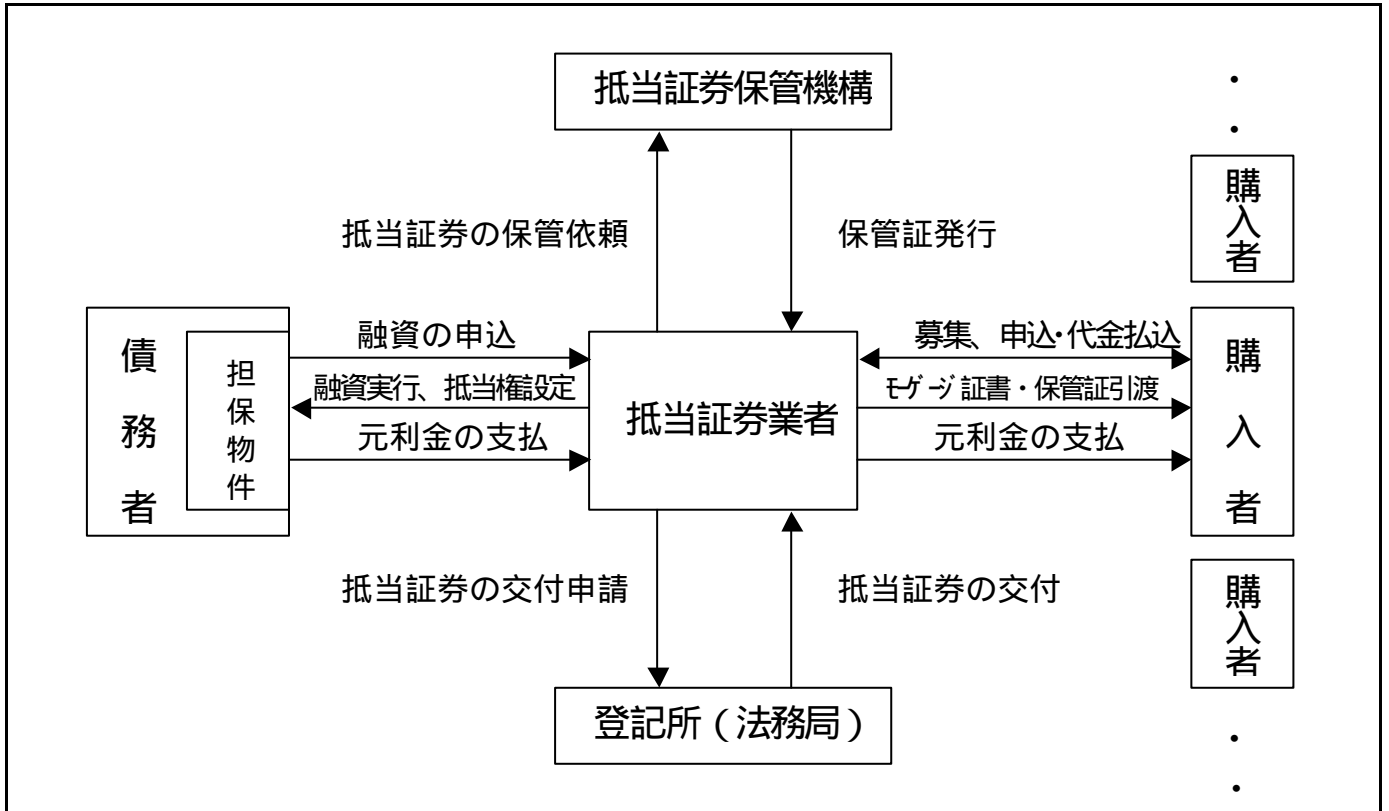 抵当証券保管機構
・
・
購入者
抵当証券の保管依頼
保管証発行
債務者
担保物件
融資の申込
融資実行、抵当権設定
元利金の支払
抵当証券業者
募集、申込・代金払込
モゲージ証書・保管証引渡
元利金の支払
購入者
抵当証券の交付申請
抵当証券の交付
購入者
登記所(法務局)
・
・